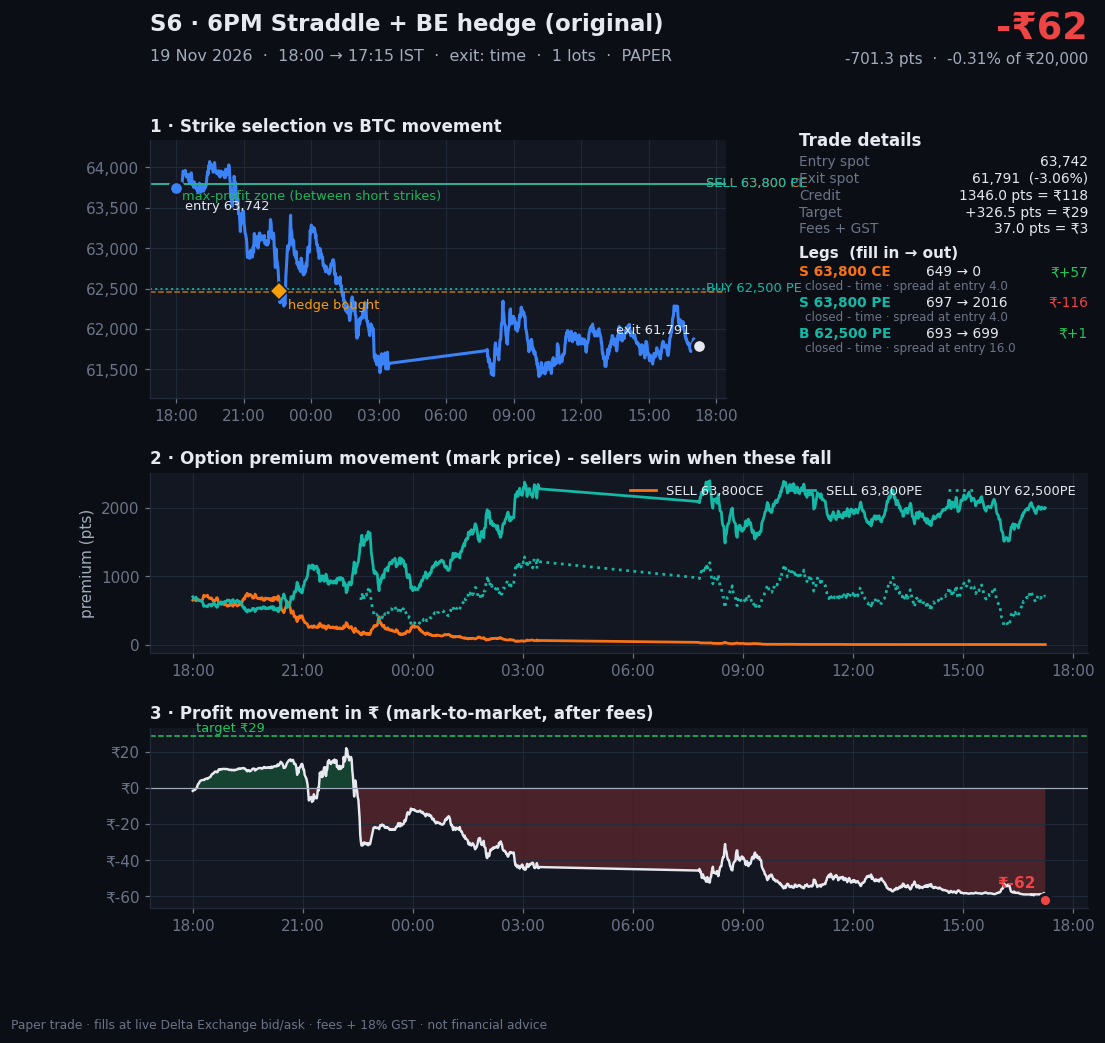 S6 · 6PM Straddle + BE hedge (original)
-₹62
19 Nov 2026 · 18:00 → 17:15 IST · exit: time · 1 lots · PAPER
-701.3 pts · -0.31% of ₹20,000
1 · Strike selection vs BTC movement
64,000
63,500
63,000
62,500
62,000
61,500
SELL 63,800 PE
max-profit zone (between short strikes)
entry 63,742
BUY 62,500 PE
hedge bought
exit 61,791
18:00 21:00 00:00 03:00 06:00 09:00 12:00 15:00 18:00
Trade details
Entry spot 63,742
Exit spot 61,791 (-3.06%)
Credit 1346.0 pts = ₹118
Target +326.5 pts = ₹29
Fees + GST 37.0 pts = ₹3
Legs (fill in → out)
S 63,800 CE 649 → 0 ₹+57
closed - time · spread at entry 4.0
S 63,800 PE 697 → 2016 ₹-116
closed - time · spread at entry 4.0
B 62,500 PE 693 → 699 ₹+1
closed - time · spread at entry 16.0
2 · Option premium movement (mark price) - sellers win when these fall
SELL 63,800CE SELL 63,800PE BUY 62,500PE
premium (pts)
2000
1000
0
18:00 21:00 00:00 03:00 06:00 09:00 12:00 15:00 18:00
3 · Profit movement in ₹ (mark-to-market, after fees)
target ₹29
₹20
₹0
₹-20
₹-40
₹-60
₹-62
18:00 21:00 00:00 03:00 06:00 09:00 12:00 15:00 18:00
Paper trade · fills at live Delta Exchange bid/ask · fees + 18% GST · not financial advice